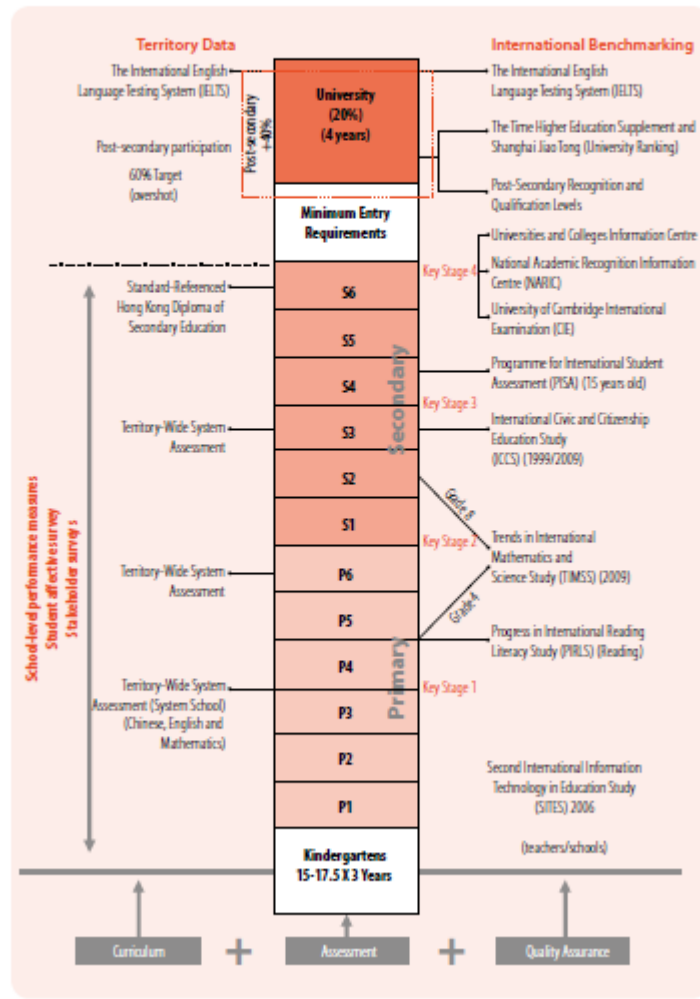 Territory Data
International Benchmarking
The International English
Language Testing System (IELTS)
Post-secondary participation
60% Target
(overshot)
Post-secondary
+40%
University
(20%)
(4 years)
The International English
Language Testing System (IELTS)
The Time Higher Education Supplement and
Shanghai Jiao Tong (University Ranking)
Post-Secondary Recognition and
Qualification Levels
Minimum Entry
Requirements
Universities and Colleges Information Centre
Key Stage 4
National Academic Recognition Information
Centre (NARIC)
University of Cambridge International
Examination (CIE)
Standard-Referenced
Hong Kong Diploma of
Secondary Education
S6
S5
S4
S3
S2
S1
Secondary
Programme for International Student
Assessment (PISA) (15 years old)
Key Stage 3
Territory-Wide System
Assessment
International Civic and Citizenship
Education Study
(ICCS) (1999/2009)
Grade 8
Key Stage 2
Trends in International
Mathematics and
Science Study (TIMSS) (2009)
Grade4
School-level performance measures
Student affective survey
Stakeholder surveys
Territory-Wide System
Assessment
P6
P5
P4
P3
P2
P1
Primary
Progress in International Reading
Literacy Study (PIRLS) (Reading)
Key Stage 1
Territory-Wide System
Assessment (System School)
(Chinese, English and
Mathematics)
Second International Information
Technology in Education Study
(SITES) 2006
(teachers/schools)
Kindergartens
15-17.5 X 3 Years
Curriculum
+
Assessment
+
Quality Assurance